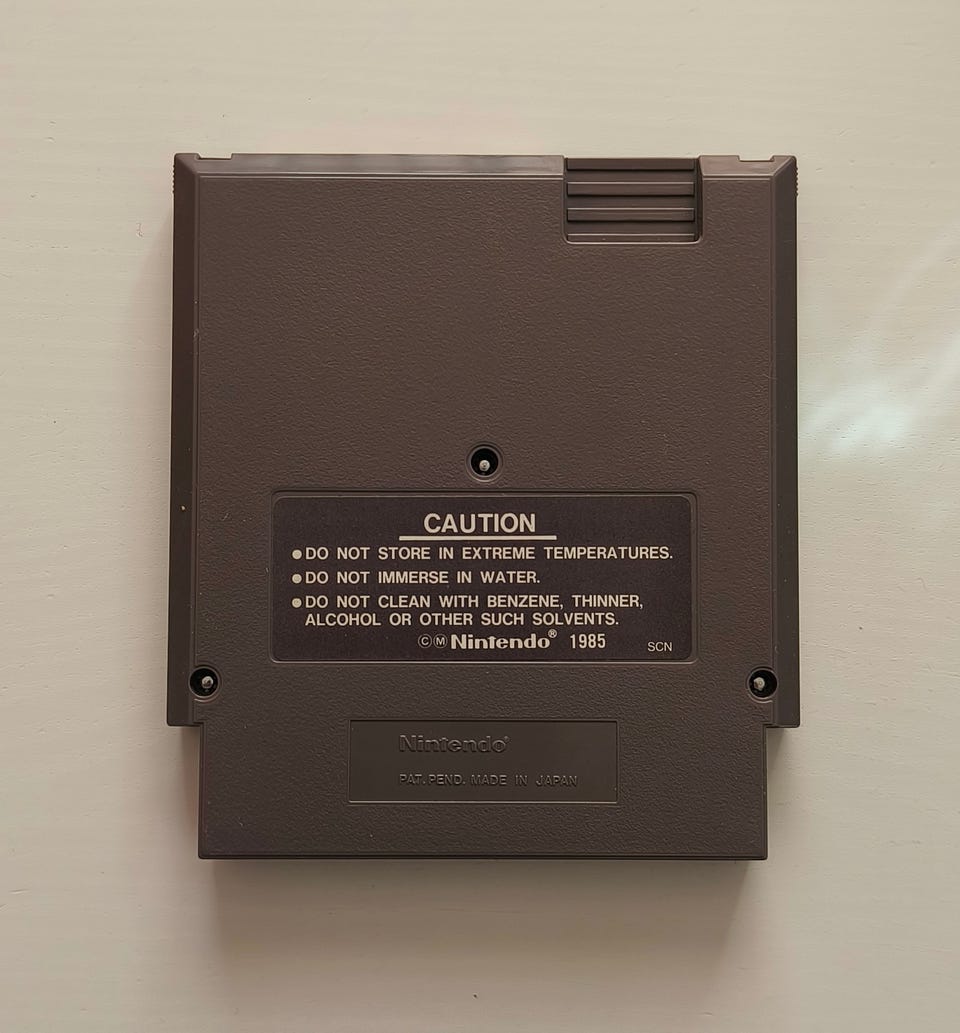 CAUTION
●DO NOT STORE IN EXTREME TEMPERATURES.
●DO NOT IMMERSE IN WATER.
●DO NOT CLEAN WITH BENZENE, THINNER,
ALCOHOL OR OTHER SUCH SOLVENTS.
ⒸⓂ Nintendo® 1985 SCN
Nintendo®
PAT. PEND. MADE IN JAPAN